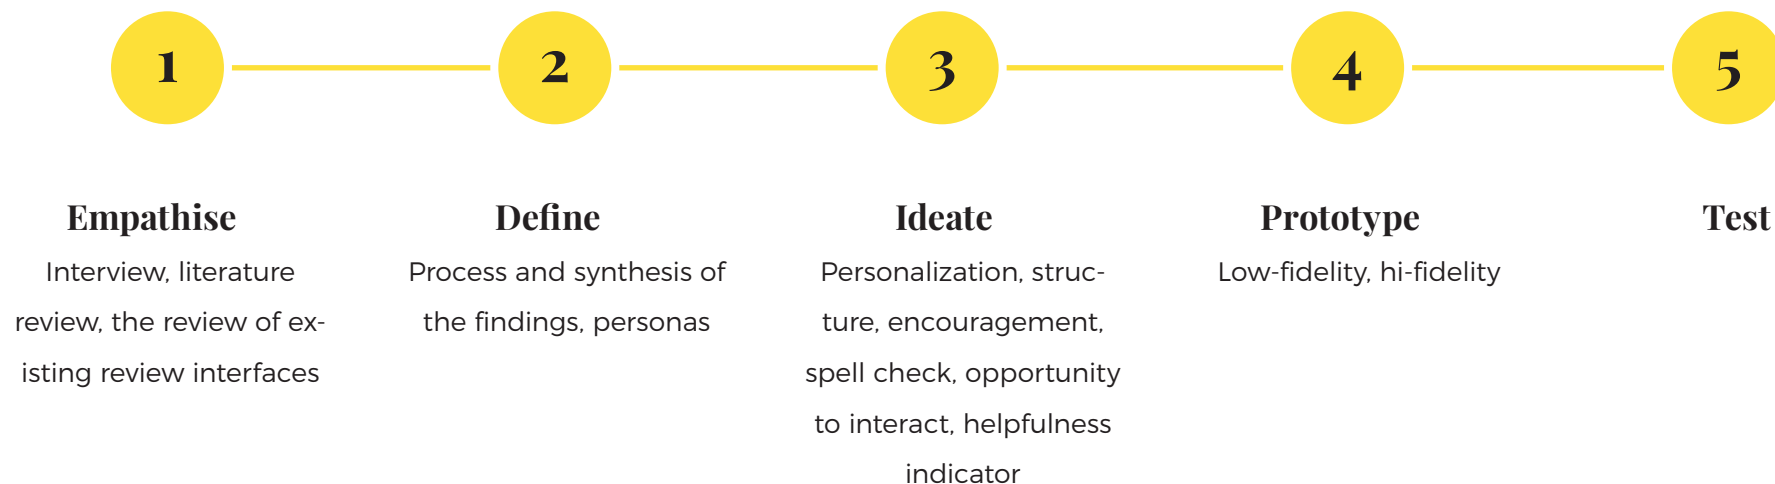 1
2
3
4
5
Empathise
Interview, literature
review, the review of ex-
isting review interfaces
Define
Process and synthesis of
the findings, personas
Ideate
Personalization, struc-
ture, encouragement,
spell check, opportunity
to interact, helpfulness
indicator
Prototype
Low-fidelity, hi-fidelity
Test